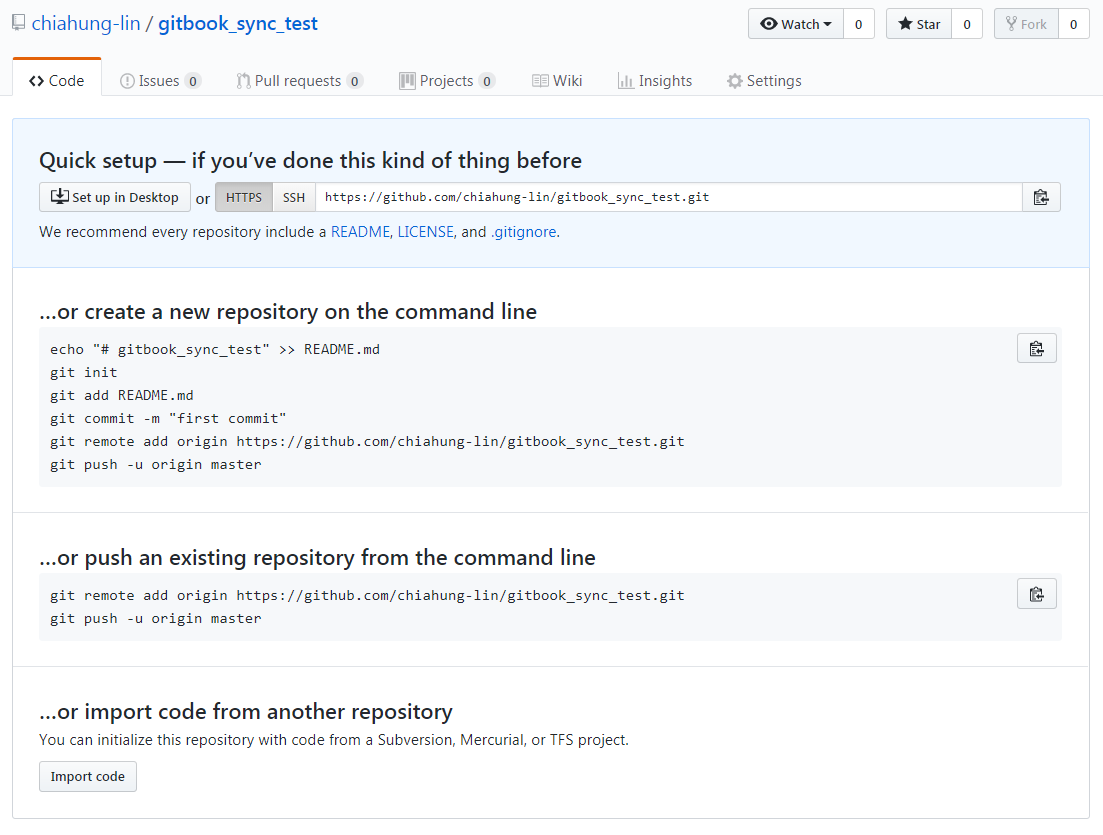 chiahung-lin / gitbook_sync_test
Watch 0 Star 0 Fork 0
Code Issues 0 Pull requests 0 Projects 0 Wiki Insights Settings
Quick setup — if you’ve done this kind of thing before
Set up in Desktop or HTTPS SSH https://github.com/chiahung-lin/gitbook_sync_test.git
We recommend every repository include a README, LICENSE, and .gitignore.
…or create a new repository on the command line
echo "# gitbook_sync_test" >> README.md
git init
git add README.md
git commit -m "first commit"
git remote add origin https://github.com/chiahung-lin/gitbook_sync_test.git
git push -u origin master
…or push an existing repository from the command line
git remote add origin https://github.com/chiahung-lin/gitbook_sync_test.git
git push -u origin master
…or import code from another repository
You can initialize this repository with code from a Subversion, Mercurial, or TFS project.
Import code